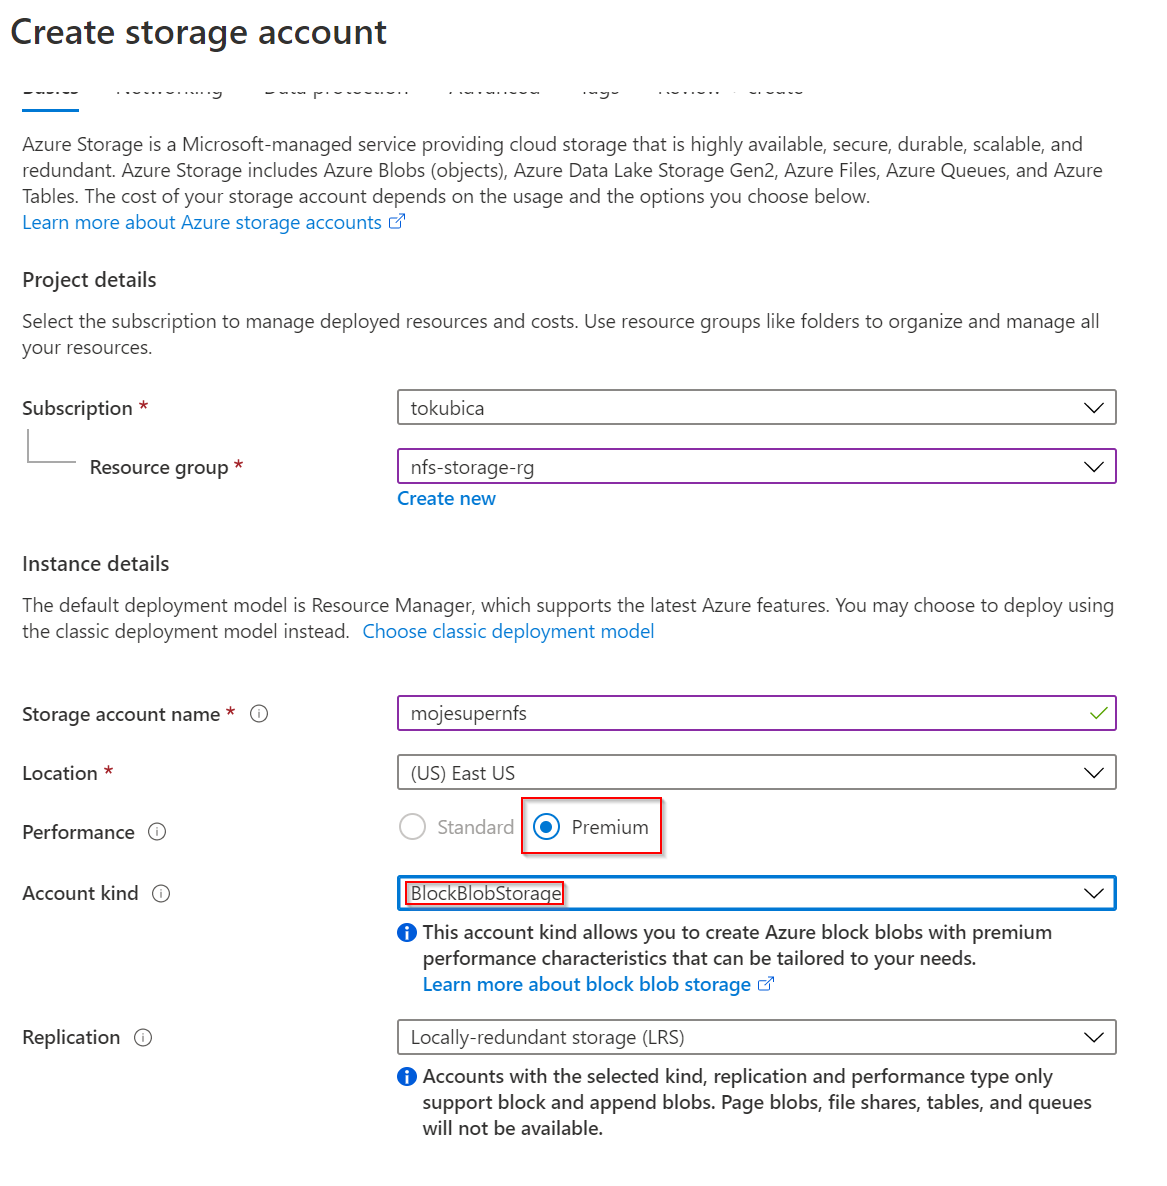 Create storage account
Basics Networking Data protection Advanced Tags Review + create
Azure Storage is a Microsoft-managed service providing cloud storage that is highly available, secure, durable, scalable, and
redundant. Azure Storage includes Azure Blobs (objects), Azure Data Lake Storage Gen2, Azure Files, Azure Queues, and Azure
Tables. The cost of your storage account depends on the usage and the options you choose below.
Learn more about Azure storage accounts
Project details
Select the subscription to manage deployed resources and costs. Use resource groups like folders to organize and manage all
your resources.
Subscription *
tokubica
Resource group *
nfs-storage-rg
Create new
Instance details
The default deployment model is Resource Manager, which supports the latest Azure features. You may choose to deploy using
the classic deployment model instead. Choose classic deployment model
Storage account name *
mojesupernfs
Location *
(US) East US
Performance
Standard Premium
Account kind
BlockBlobStorage
This account kind allows you to create Azure block blobs with premium
performance characteristics that can be tailored to your needs.
Learn more about block blob storage
Replication
Locally-redundant storage (LRS)
Accounts with the selected kind, replication and performance type only
support block and append blobs. Page blobs, file shares, tables, and queues
will not be available.